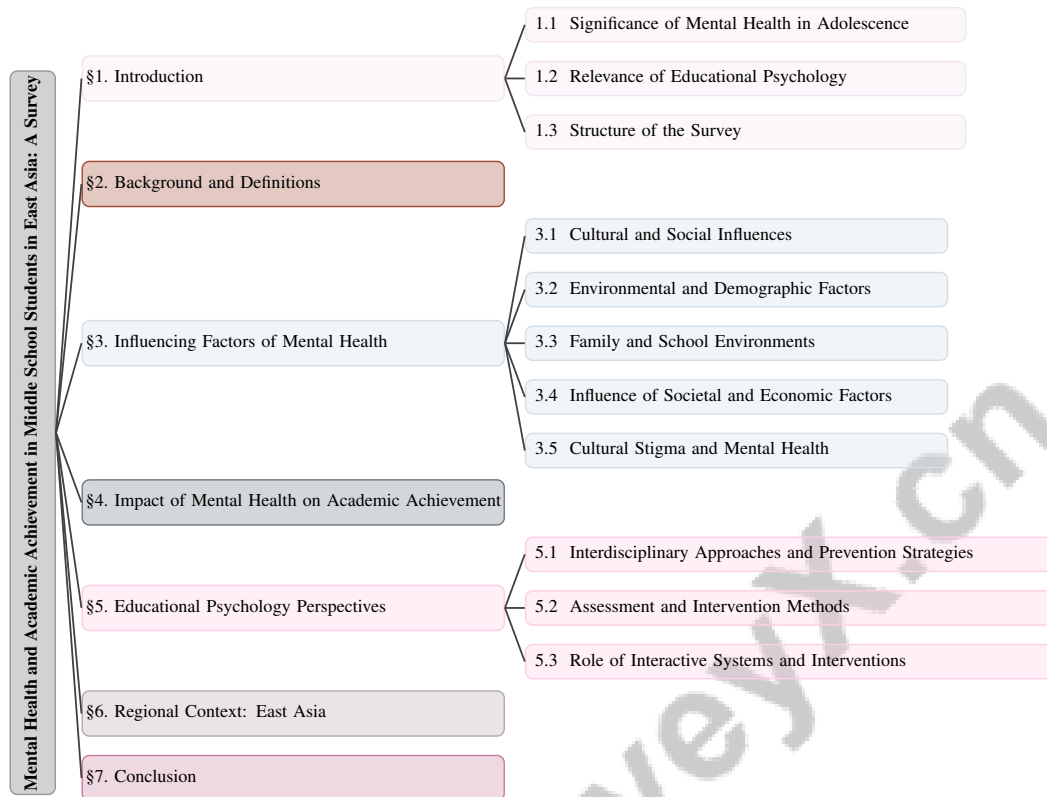 Mental Health and Academic Achievement in Middle School Students in East Asia: A Survey
§1. Introduction
1.1 Significance of Mental Health in Adolescence
1.2 Relevance of Educational Psychology
1.3 Structure of the Survey
§2. Background and Definitions
§3. Influencing Factors of Mental Health
3.1 Cultural and Social Influences
3.2 Environmental and Demographic Factors
3.3 Family and School Environments
3.4 Influence of Societal and Economic Factors
3.5 Cultural Stigma and Mental Health
§4. Impact of Mental Health on Academic Achievement
§5. Educational Psychology Perspectives
5.1 Interdisciplinary Approaches and Prevention Strategies
5.2 Assessment and Intervention Methods
5.3 Role of Interactive Systems and Interventions
§6. Regional Context: East Asia
§7. Conclusion
veyx.cn